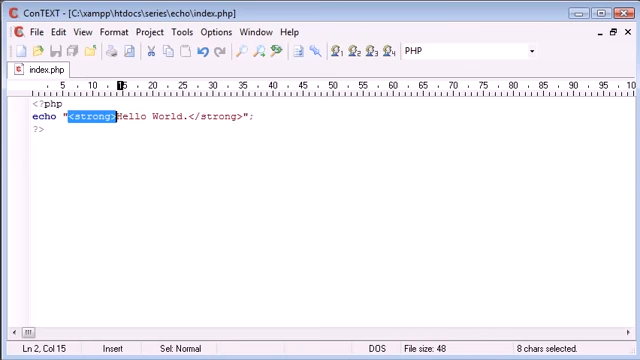 ConTEXT - [C:\xampp\htdocs\series\echo\index.php]
File Edit View Format Project Tools Options Window Help
PHP
index.php
5 10 15 20 25 30 35 40 45 50 55 60 65 70 75 80 85 90 95 100
<?php
echo "<strong>Hello World.</strong>";
?>
Ln 2, Col 15 Insert Sel: Normal DOS File size: 48 8 chars selected.